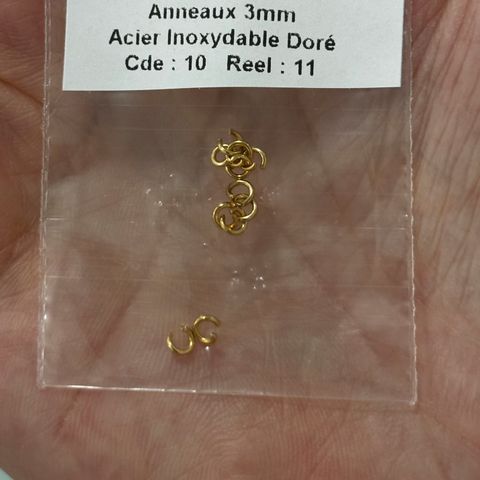 Anneaux 3mm
Acier Inoxydable Doré
Cde : 10 Reel : 11